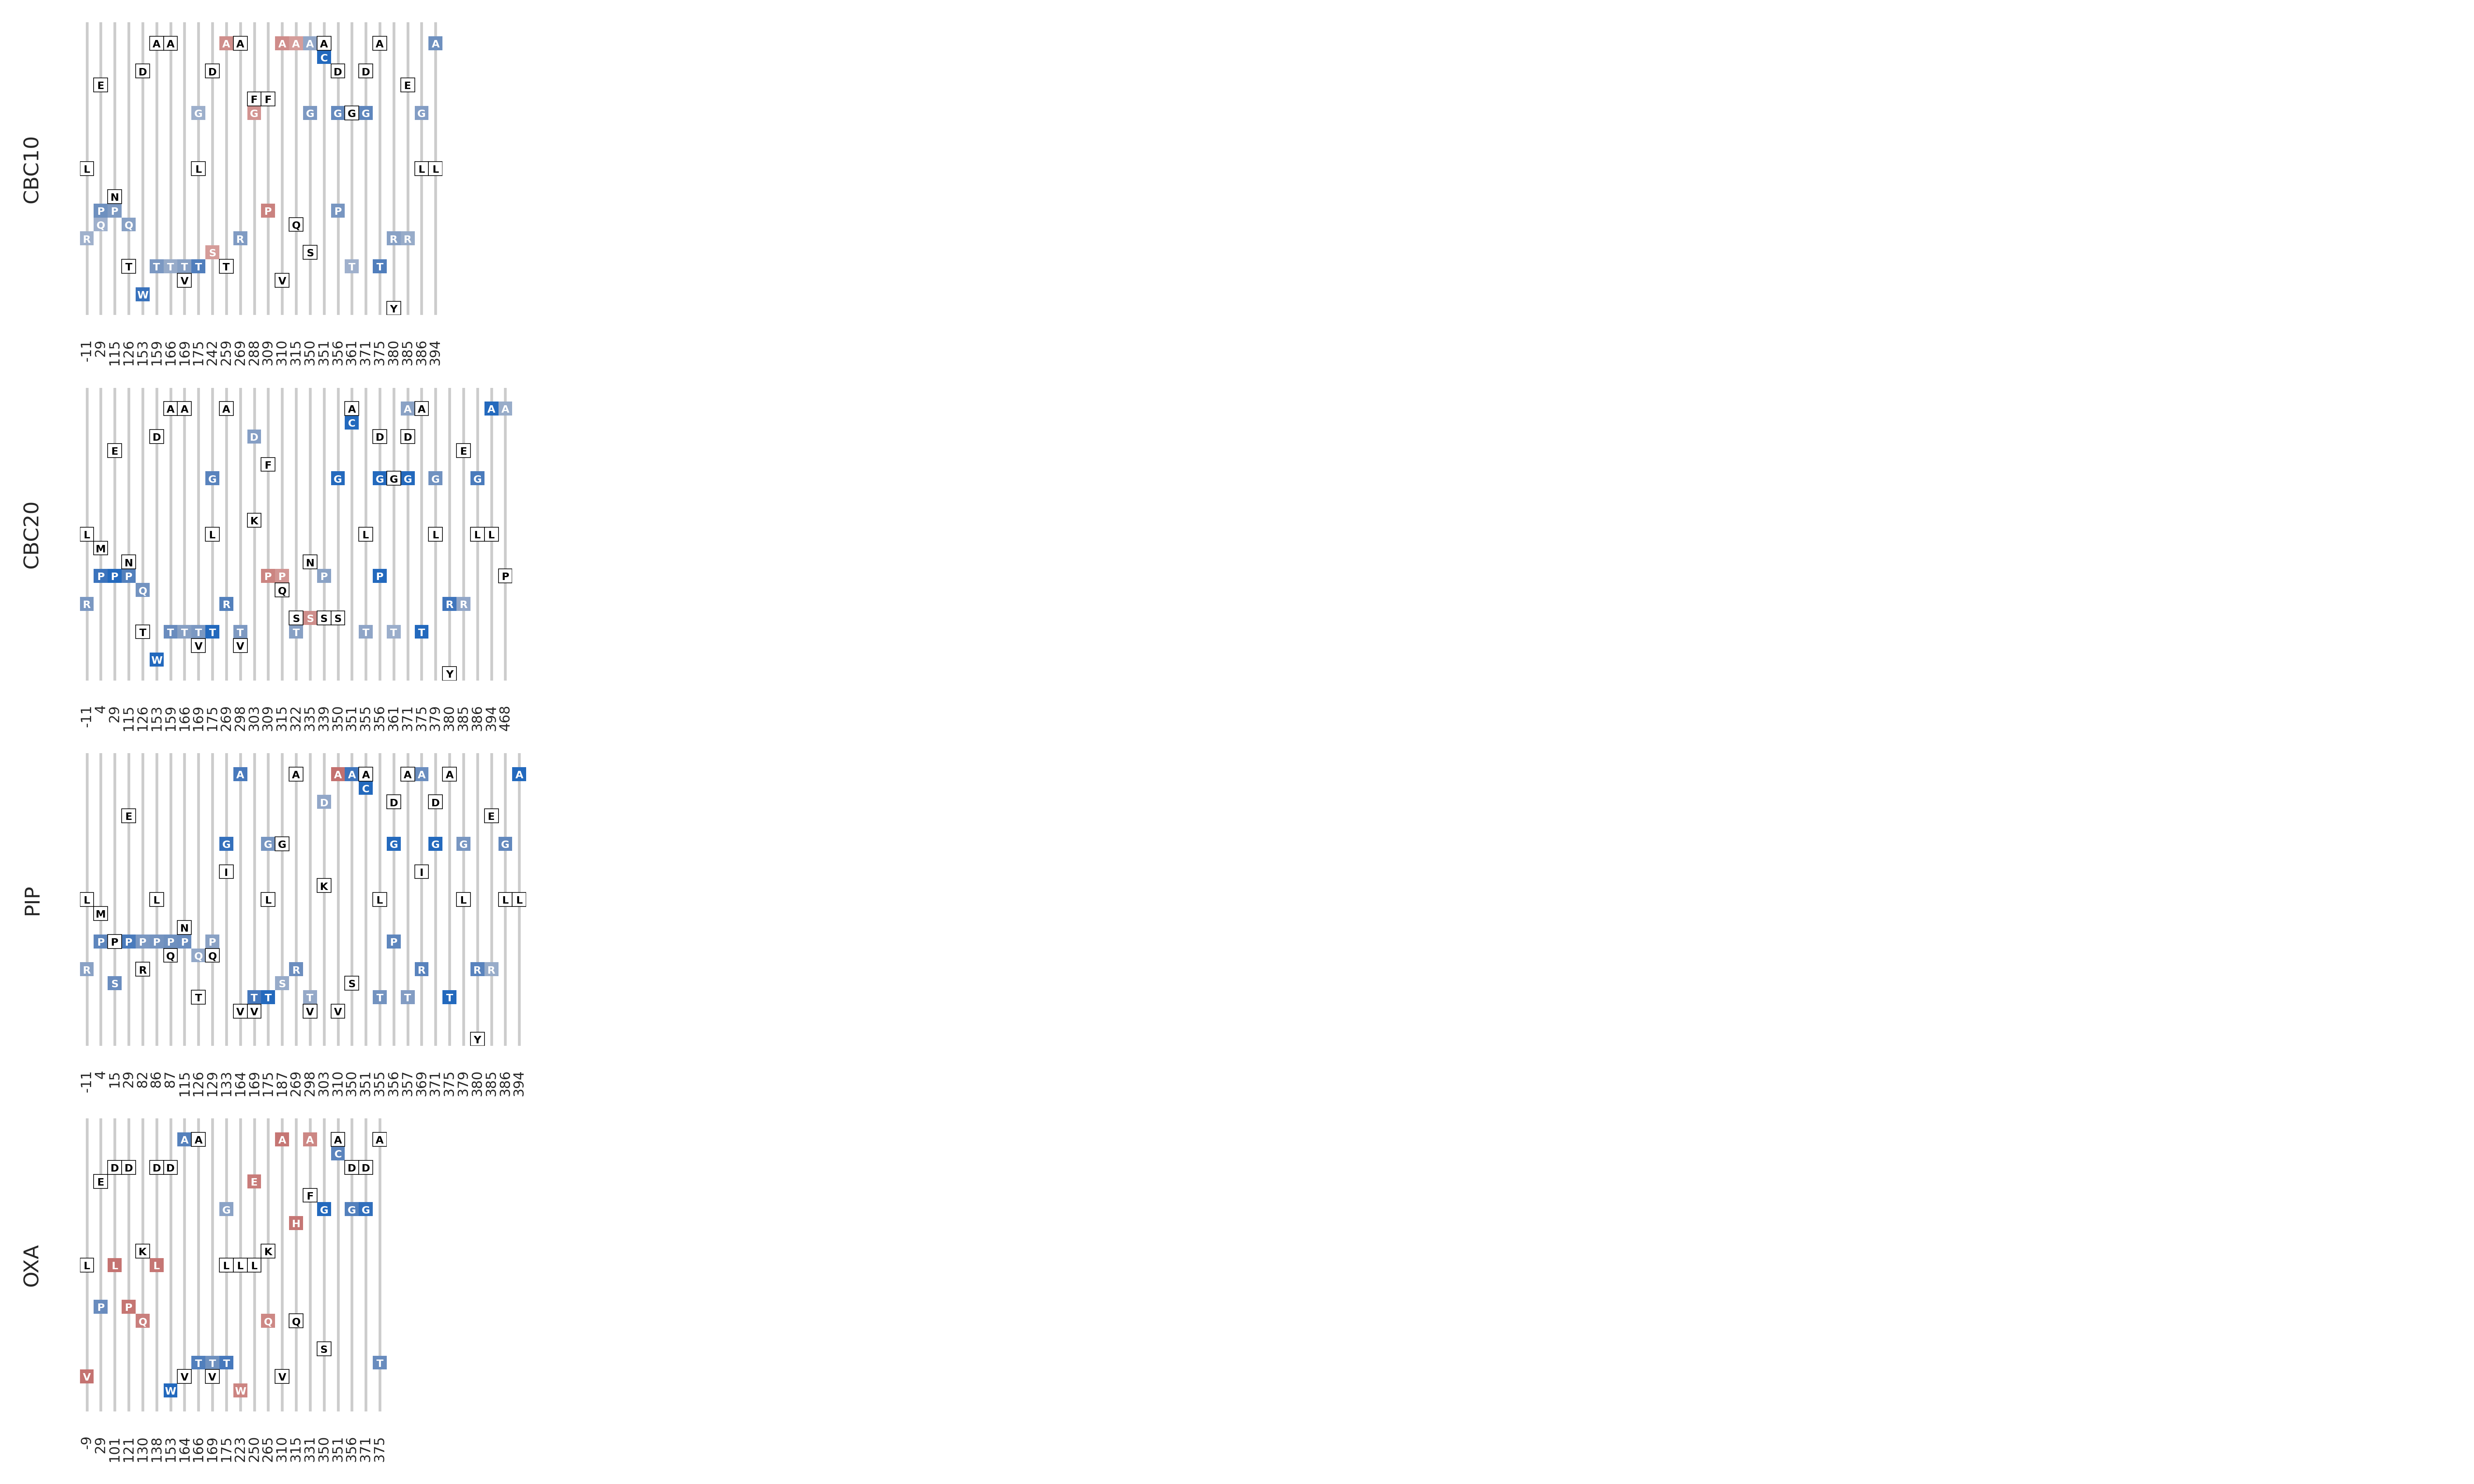 CBC10
A A A A A A A A A A
C
D D D D
E E
F F
G G G G G G G
L L L L
N
P P P P
Q Q Q
R R R R
S S
T T T T T T T T
V V
W
Y
-11 29 115 126 153 159 166 169 175 242 259 269 288 309 310 315 350 351 356 361 371 375 380 385 386 394
CBC20
A A A A A A A A
C
D D D D
E E
F
G G G G G G G
K
L L L L L L
M
N N
P P P P P P P P
Q Q
R R R R
S S S S
T T T T T T T T T T
V V
W
Y
-11 4 29 115 126 153 159 166 169 175 269 298 303 309 315 322 335 339 350 351 355 356 361 371 375 379 380 385 386 394 468
PIP
A A A A A A A A A
C
D D D
E E
G G G G G G G
I I
K
L L L L L L L
M
N
P P P P P P P P P
Q Q Q
R R R R R R
S S S
T T T T T T T
V V V V
Y
-11 4 15 29 82 86 87 115 126 129 133 164 169 175 187 269 298 303 310 350 351 355 356 357 369 371 375 379 380 385 386 394
OXA
A A A A A A
C
D D D D D D
E E
F
G G G G
H
K K
L L L L L L
P P
Q Q Q
S
T T T T
V V V V
W W
-9 29 101 121 130 138 153 164 166 169 175 223 250 265 310 315 331 350 351 356 371 375